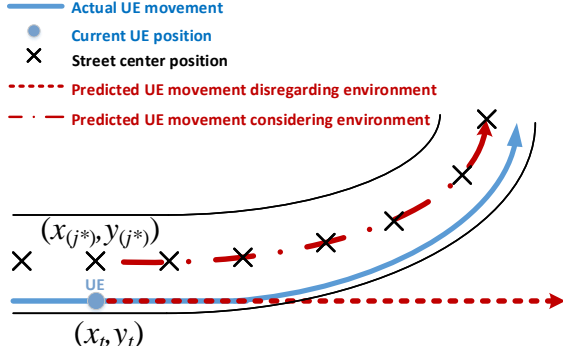 Actual UE movement
Current UE position
Street center position
Predicted UE movement disregarding environment
Predicted UE movement considering environment
(x(j*),y(j*))
UE
(xt,yt)